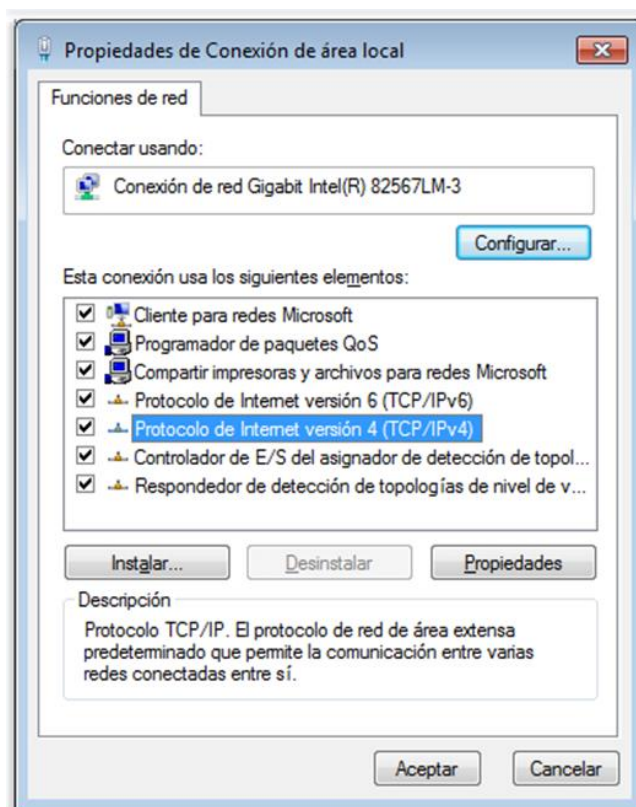 Propiedades de Conexión de área local
Funciones de red
Conectar usando:
Conexión de red Gigabit Intel(R) 82567LM-3
Configurar...
Esta conexión usa los siguientes elementos:
Cliente para redes Microsoft
Programador de paquetes QoS
Compartir impresoras y archivos para redes Microsoft
Protocolo de Internet versión 6 (TCP/IPv6)
Protocolo de Internet versión 4 (TCP/IPv4)
Controlador de E/S del asignador de detección de topol...
Respondedor de detección de topologías de nivel de v...
Instalar... Desinstalar Propiedades
Descripción
Protocolo TCP/IP. El protocolo de red de área extensa
predeterminado que permite la comunicación entre varias
redes conectadas entre sí.
Aceptar Cancelar